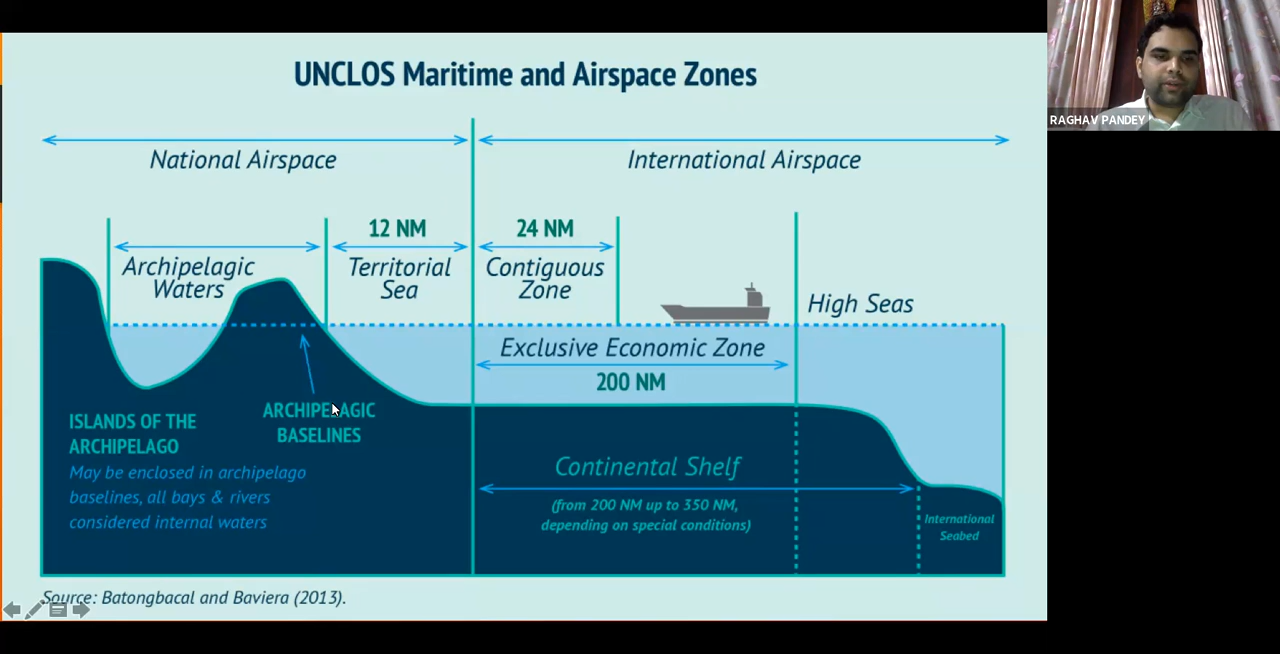 UNCLOS Maritime and Airspace Zones
RAGHAV PANDEY
National Airspace
International Airspace
12 NM
24 NM
Archipelagic
Waters
Territorial
Sea
Contiguous
Zone
High Seas
Exclusive Economic Zone
200 NM
ISLANDS OF THE
ARCHIPELAGO
May be enclosed in archipelago
baselines, all bays & rivers
considered internal waters
ARCHIPELAGIC
BASELINES
Continental Shelf
(from 200 NM up to 350 NM,
depending on special conditions)
International
Seabed
Source: Batongbacal and Baviera (2013).